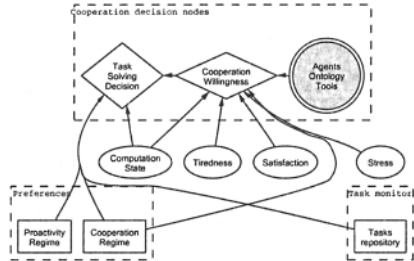 Cooperation decision nodes
Task
Solving
Decision
Cooperation
Willingness
Agents
Ontology
Tools
Computation
State
Tiredness
Satisfaction
Stress
Preferences
Task monitor
Proactivity
Regime
Cooperation
Regime
Tasks
repository